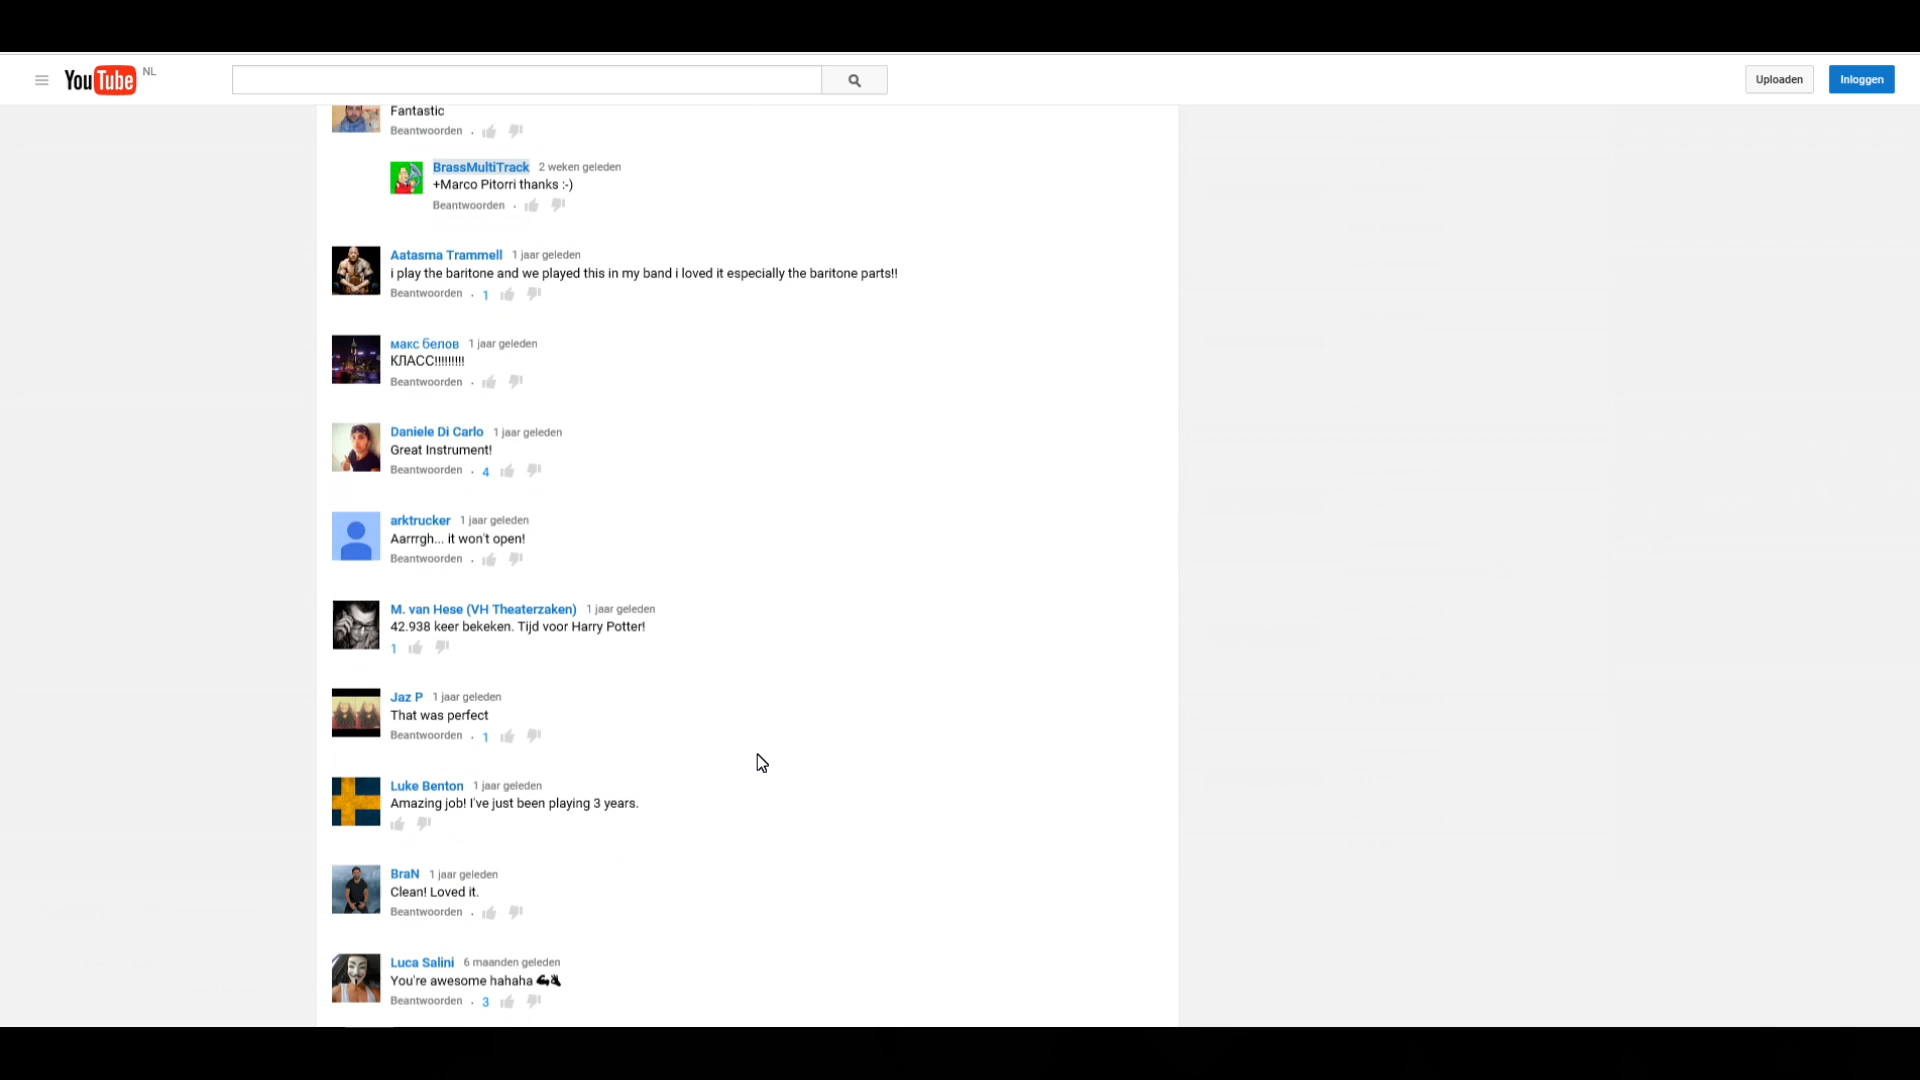 YouTube NL
Uploaden
Inloggen
Fantastic
Beantwoorden .
BrassMultiTrack 2 weken geleden
+Marco Pitorri thanks :-)
Beantwoorden .
Aatasma Trammell 1 jaar geleden
i play the baritone and we played this in my band i loved it especially the baritone parts!!
Beantwoorden . 1
макс белов 1 jaar geleden
КЛАСС!!!!!!!!!
Beantwoorden .
Daniele Di Carlo 1 jaar geleden
Great Instrument!
Beantwoorden . 4
arktrucker 1 jaar geleden
Aarrrgh... it won't open!
Beantwoorden .
M. van Hese (VH Theaterzaken) 1 jaar geleden
42.938 keer bekeken. Tijd voor Harry Potter!
1
Jaz P 1 jaar geleden
That was perfect
Beantwoorden . 1
Luke Benton 1 jaar geleden
Amazing job! I've just been playing 3 years.
BraN 1 jaar geleden
Clean! Loved it.
Beantwoorden .
Luca Salini 6 maanden geleden
You're awesome hahaha
Beantwoorden . 3